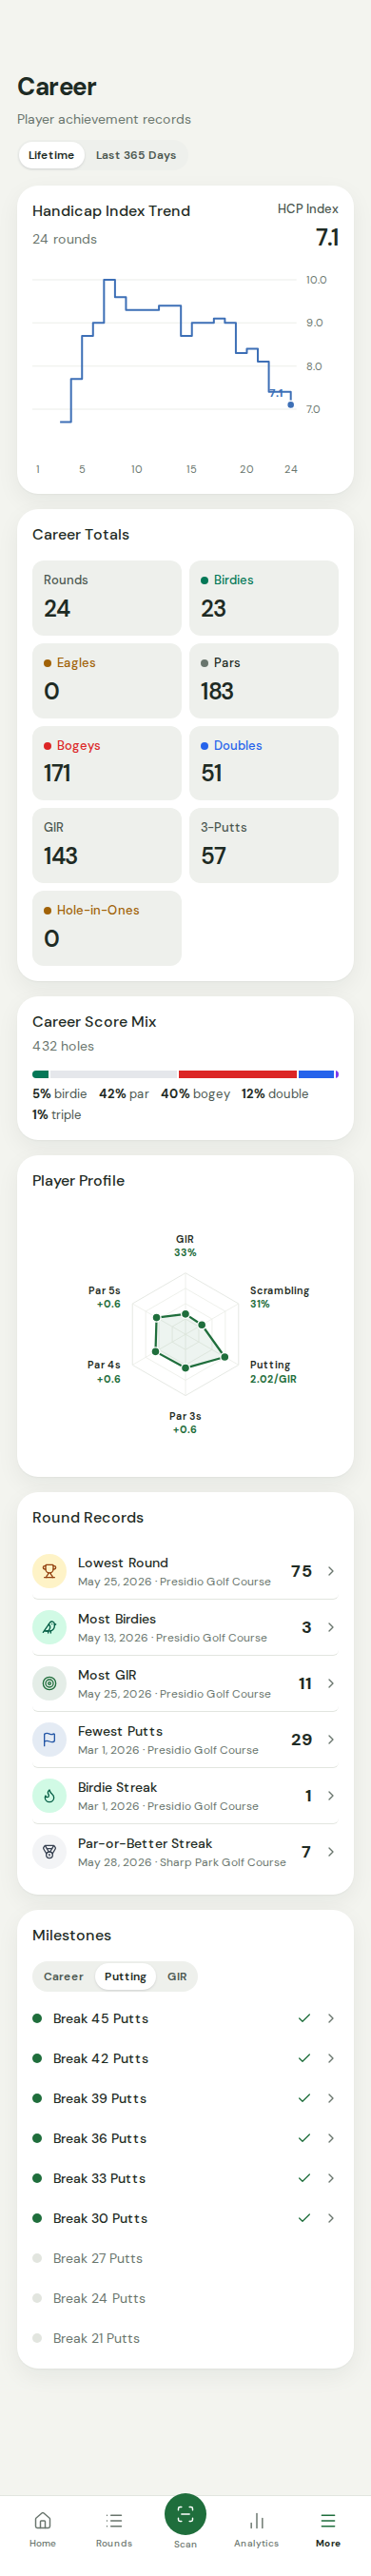 Career
Player achievement records
Lifetime Last 365 Days
Handicap Index Trend HCP Index
24 rounds 7.1
10.0
9.0
8.0
7.1
7.0
1 5 10 15 20 24
Career Totals
Rounds Birdies
24 23
Eagles Pars
0 183
Bogeys Doubles
171 51
GIR 3-Putts
143 57
Hole-in-Ones
0
Career Score Mix
432 holes
5% birdie 42% par 40% bogey 12% double
1% triple
Player Profile
GIR
33%
Par 5s Scrambling
+0.6 31%
Par 4s Putting
+0.6 2.02/GIR
Par 3s
+0.6
Round Records
Lowest Round 75
May 25, 2026 · Presidio Golf Course
Most Birdies 3
May 13, 2026 · Presidio Golf Course
Most GIR 11
May 25, 2026 · Presidio Golf Course
Fewest Putts 29
Mar 1, 2026 · Presidio Golf Course
Birdie Streak 1
Mar 1, 2026 · Presidio Golf Course
Par-or-Better Streak 7
May 28, 2026 · Sharp Park Golf Course
Milestones
Career Putting GIR
Break 45 Putts
Break 42 Putts
Break 39 Putts
Break 36 Putts
Break 33 Putts
Break 30 Putts
Break 27 Putts
Break 24 Putts
Break 21 Putts
Home Rounds Scan Analytics More